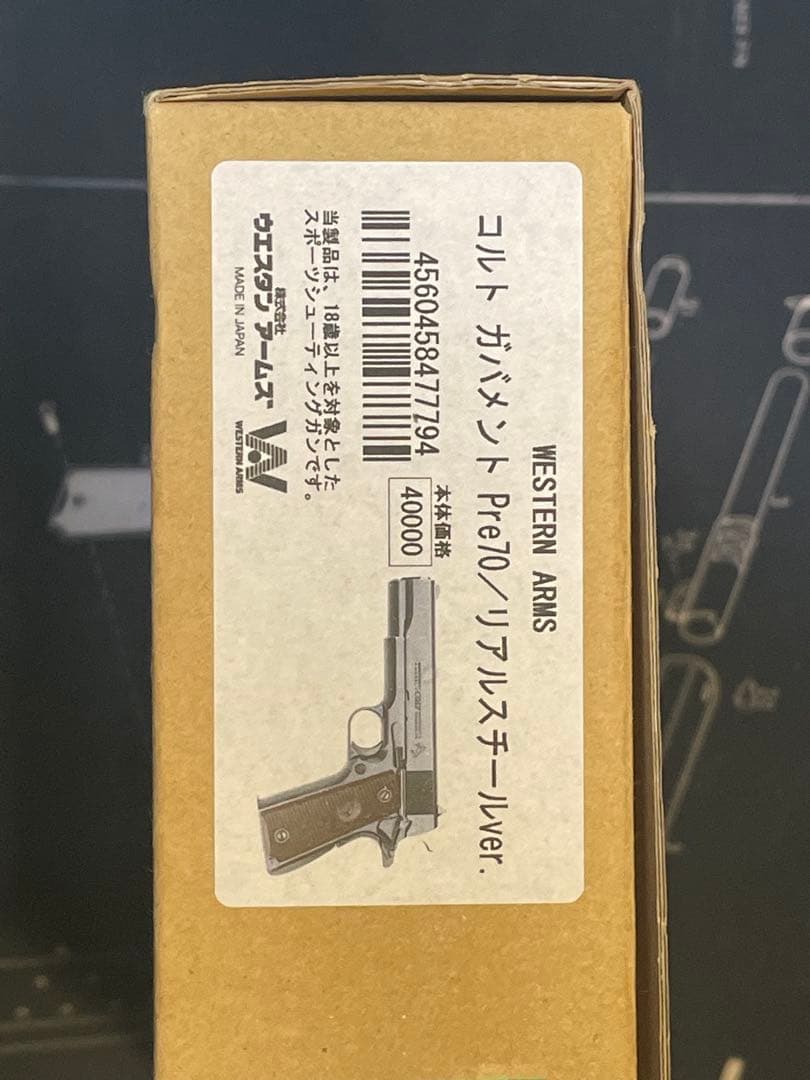 WESTERN ARMS
コルト ガバメント Pre70／リアルスチールver.
4560458477794
本体価格
40000
当製品は、18歳以上を対象とした
スポーツシューティングガンです。
株式会社
ウエスタン アームズ
MADE IN JAPAN
WESTERN ARMS